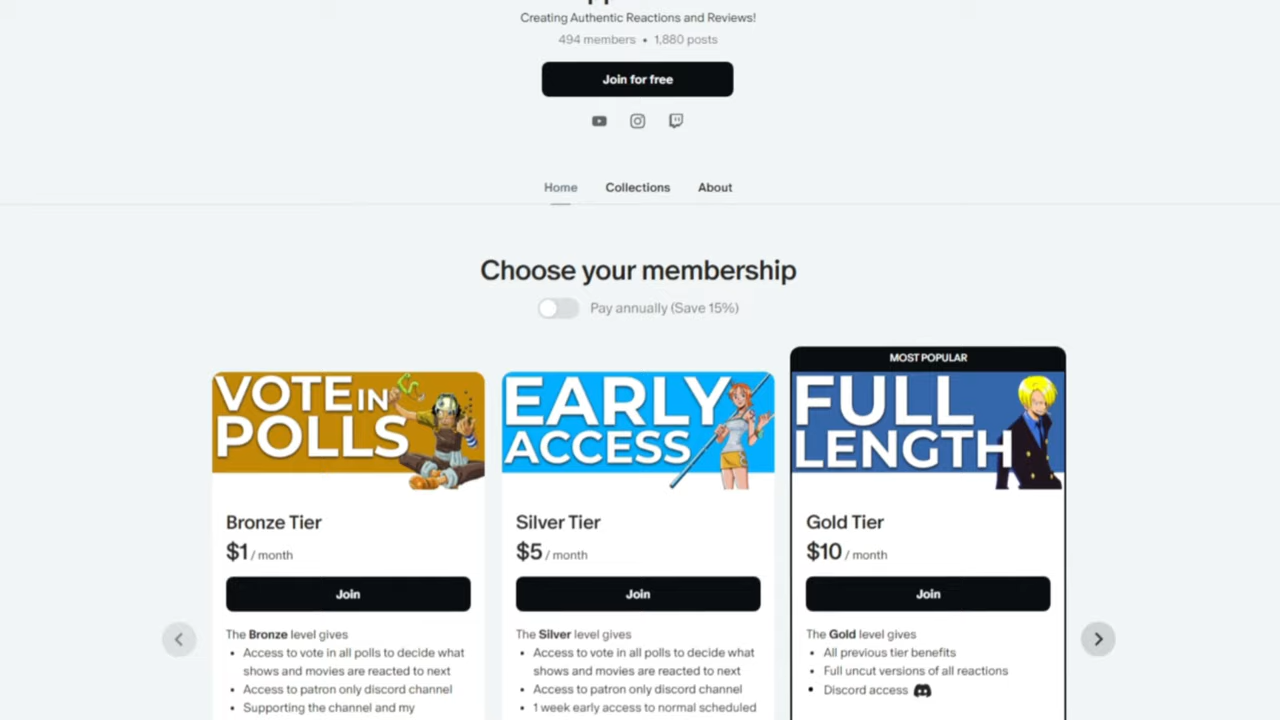 Creating Authentic Reactions and Reviews!
494 members • 1,880 posts
Join for free
Home Collections About
Choose your membership
Pay annually (Save 15%)
VOTE IN
POLLS
Bronze Tier
$1 / month
Join
The Bronze level gives
• Access to vote in all polls to decide what
shows and movies are reacted to next
• Access to patron only discord channel
• Supporting the channel and my
EARLY
ACCESS
Silver Tier
$5 / month
Join
The Silver level gives
• Access to vote in all polls to decide what
shows and movies are reacted to next
• Access to patron only discord channel
• 1 week early access to normal scheduled
MOST POPULAR
FULL
LENGTH
Gold Tier
$10 / month
Join
The Gold level gives
• All previous tier benefits
• Full uncut versions of all reactions
• Discord access